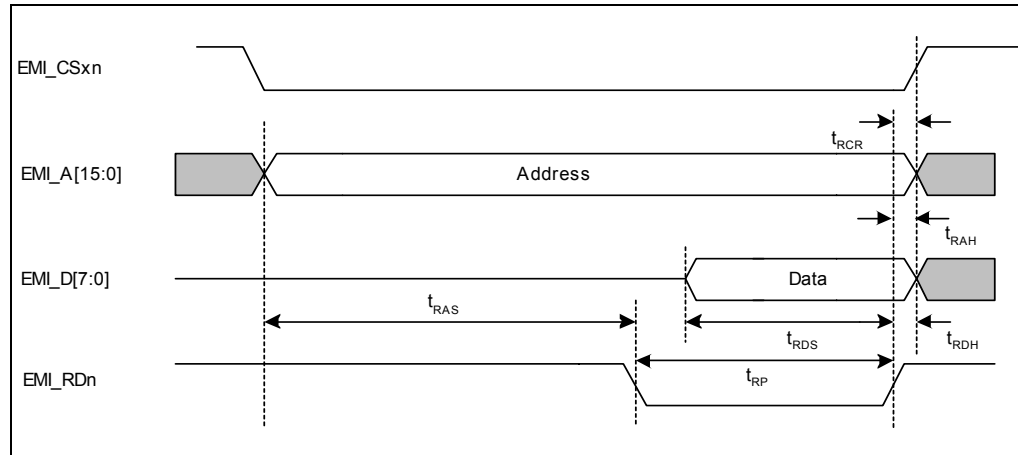 EMI_CSxn
tRCR
EMI_A[15:0]
Address
tRAH
EMI_D[7:0]
Data
tRAS
tRDS
tRDH
EMI_RDn
tRP